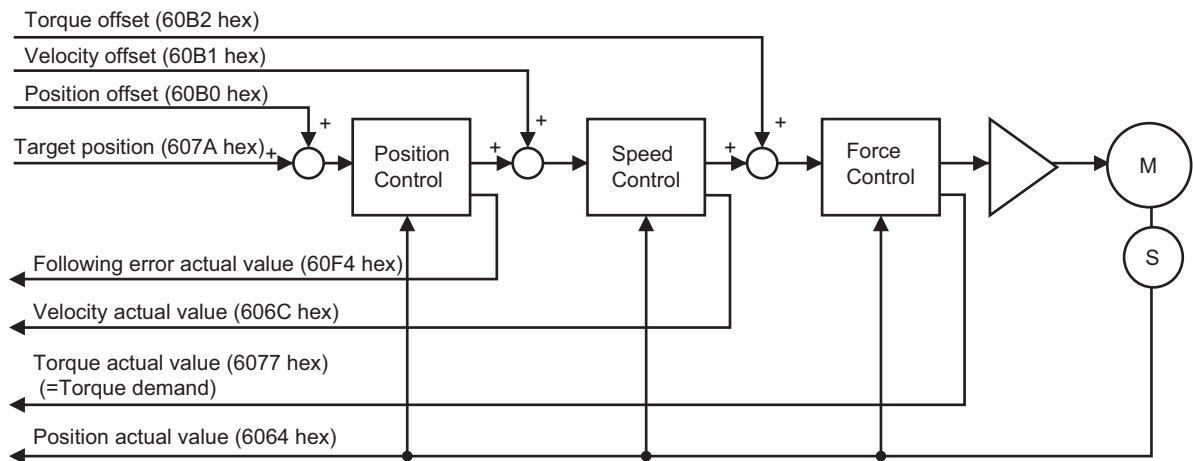 Torque offset (60B2 hex)
Velocity offset (60B1 hex)
Position offset (60B0 hex)
+
+
+
Target position (607A hex)
+
Position
Control
+
Speed
Control
+
Force
Control
M
S
Following error actual value (60F4 hex)
Velocity actual value (606C hex)
Torque actual value (6077 hex)
(=Torque demand)
Position actual value (6064 hex)